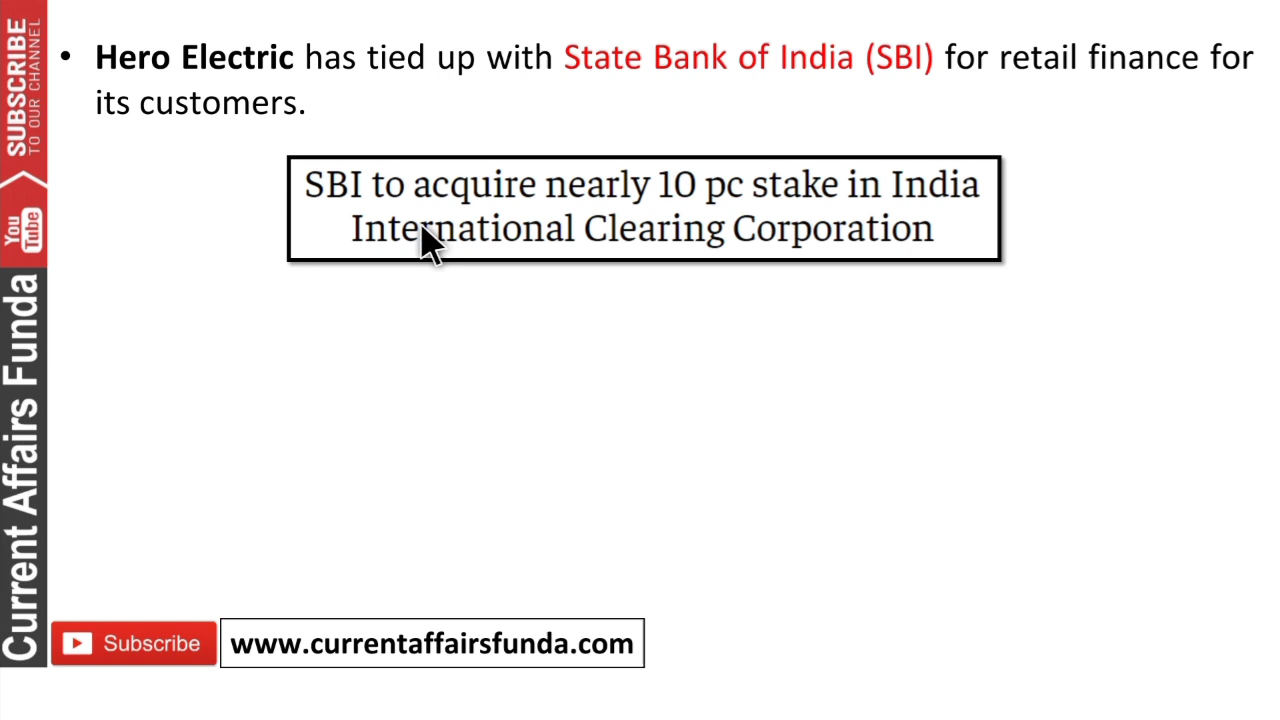 • Hero Electric has tied up with State Bank of India (SBI) for retail finance for
its customers.
SBI to acquire nearly 10 pc stake in India
International Clearing Corporation
SUBSCRIBE
TO OUR CHANNEL
You
Tube
Current Affairs Funda
Subscribe
www.currentaffairsfunda.com